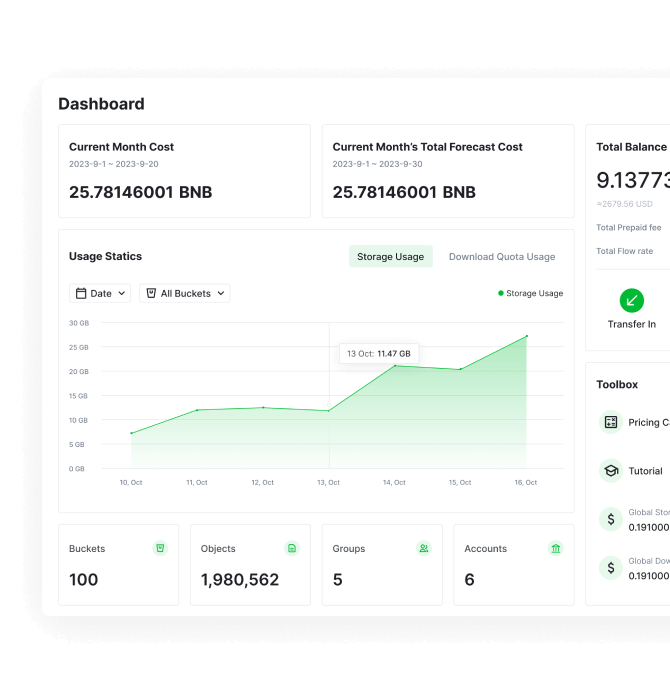 Dashboard
Current Month Cost
2023-9-1 ~ 2023-9-20
25.78146001 BNB
Current Month's Total Forecast Cost
2023-9-1 ~ 2023-9-30
25.78146001 BNB
Total Balance
9.13773
≈2679.56 USD
Total Prepaid fee
Total Flow rate
Transfer In
Usage Statics
Storage Usage
Download Quota Usage
Date
All Buckets
Storage Usage
30 GB
25 GB
20 GB
15 GB
10 GB
5 GB
0 GB
13 Oct: 11.47 GB
10, Oct
11, Oct
12, Oct
13, Oct
14, Oct
15, Oct
16, Oct
Toolbox
Pricing
Tutorial
Global
0.191000
Global
0.191000
Buckets
100
Objects
1,980,562
Groups
5
Accounts
6